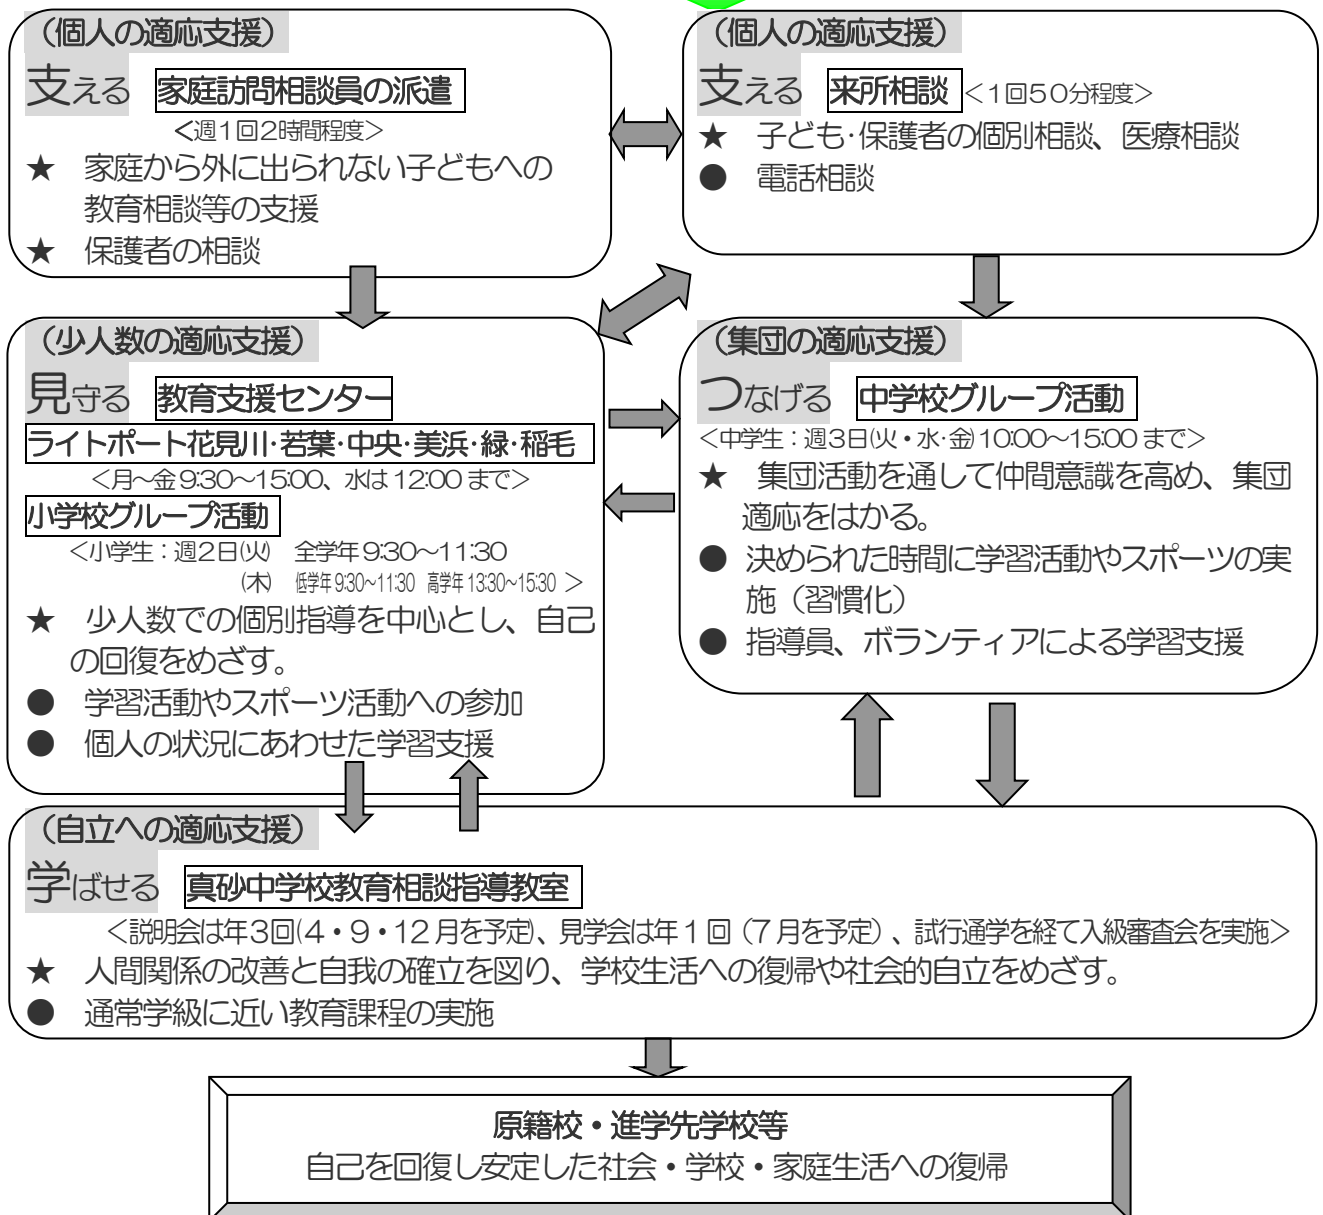 （個人の適応支援）
支える 家庭訪問相談員の派遣
＜週1回2時間程度＞
★ 家庭から外に出られない子どもへの
教育相談等の支援
★ 保護者の相談
（個人の適応支援）
支える 来所相談 ＜1回50分程度＞
★ 子ども・保護者の個別相談、医療相談
● 電話相談
（少人数の適応支援）
見守る 教育支援センター
ライトポート花見川・若葉・中央・美浜・緑・稲毛
＜月～金9:30～15:00、水は12:00まで＞
小学校グループ活動
＜小学生：週2日(火) 全学年9:30～11:30
(木) 低学年9:30～11:30 高学年13:30～15:30 ＞
★ 少人数での個別指導を中心とし、自己
の回復をめざす。
● 学習活動やスポーツ活動への参加
● 個人の状況にあわせた学習支援
（集団の適応支援）
つなげる 中学校グループ活動
＜中学生：週3日(火・水・金)10:00～15:00まで＞
★ 集団活動を通して仲間意識を高め、集団
適応をはかる。
● 決められた時間に学習活動やスポーツの実
施（習慣化）
● 指導員、ボランティアによる学習支援
（自立への適応支援）
学ばせる 真砂中学校教育相談指導教室
＜説明会は年3回(4・9・12月を予定)、見学会は年1回（7月を予定）、試行通学を経て入級審査会を実施＞
★ 人間関係の改善と自我の確立を図り、学校生活への復帰や社会的自立をめざす。
● 通常学級に近い教育課程の実施
原籍校・進学先学校等
自己を回復し安定した社会・学校・家庭生活への復帰